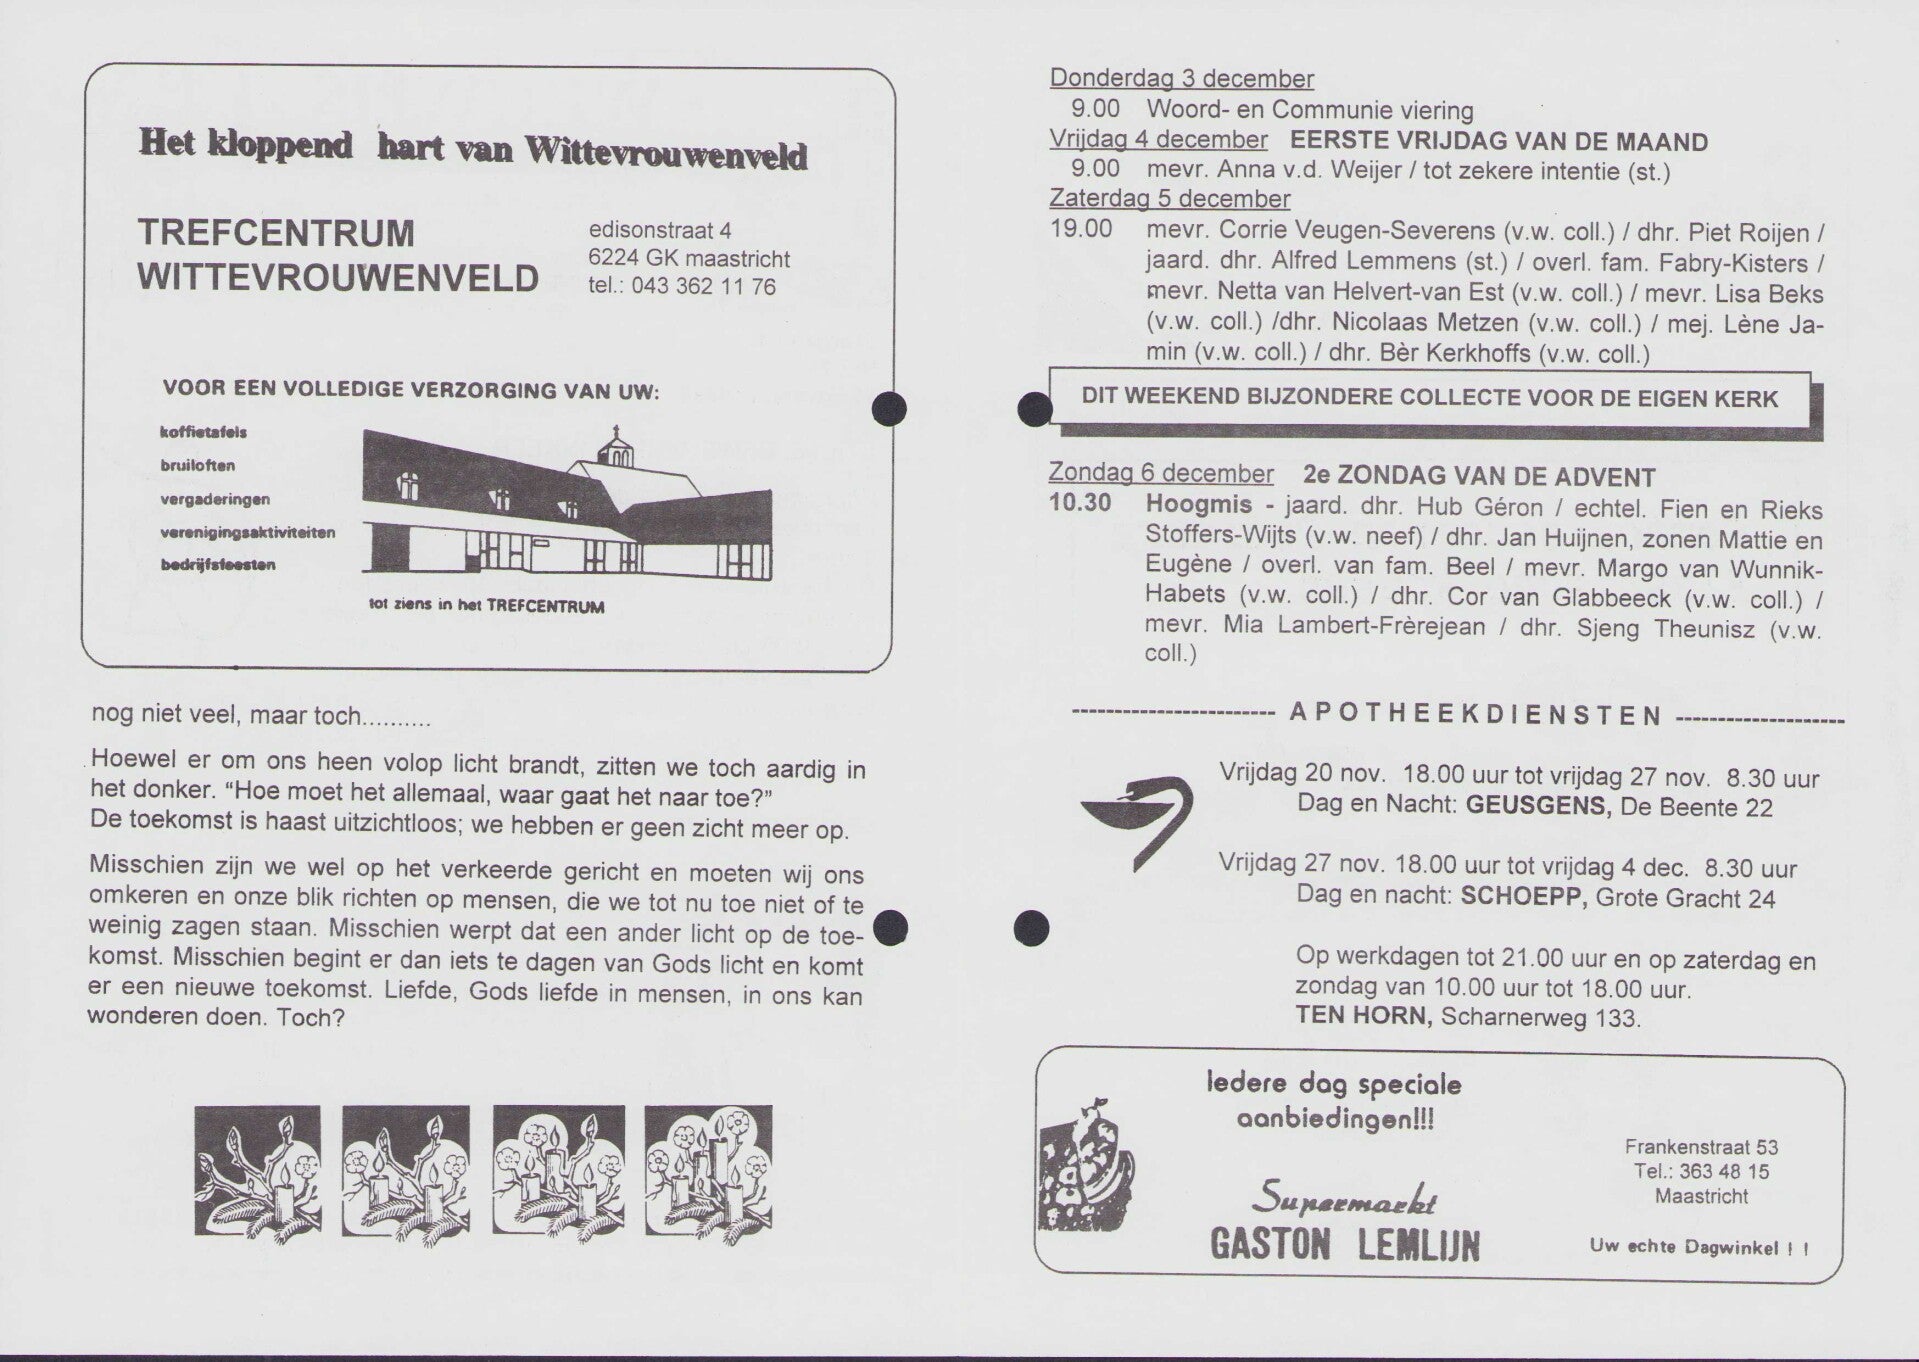 Het kloppend hart van Wittevrouwenveld
TREFCENTRUM
WITTEVROUWENVELD
edisonstraat 4
6224 GK maastricht
tel.: 043 362 11 76
VOOR EEN VOLLEDIGE VERZORGING VAN UW:
koffietafels
bruiloften
vergaderingen
verenigingsaktiviteiten
bedrijfsfeesten
tot ziens in het TREFCENTRUM
nog niet veel, maar toch..........
Hoewel er om ons heen volop licht brandt, zitten we toch aardig in
het donker. “Hoe moet het allemaal, waar gaat het naar toe?”
De toekomst is haast uitzichtloos; we hebben er geen zicht meer op.
Misschien zijn we wel op het verkeerde gericht en moeten wij ons
omkeren en onze blik richten op mensen, die we tot nu toe niet of te
weinig zagen staan. Misschien werpt dat een ander licht op de toe-
komst. Misschien begint er dan iets te dagen van Gods licht en komt
er een nieuwe toekomst. Liefde, Gods liefde in mensen, in ons kan
wonderen doen. Toch?
Donderdag 3 december
9.00 Woord- en Communie viering
Vrijdag 4 december EERSTE VRIJDAG VAN DE MAAND
9.00 mevr. Anna v.d. Weijer / tot zekere intentie (st.)
Zaterdag 5 december
19.00 mevr. Corrie Veugen-Severens (v.w. coll.) / dhr. Piet Roijen /
jaard. dhr. Alfred Lemmens (st.) / overl. fam. Fabry-Kisters /
mevr. Netta van Helvert-van Est (v.w. coll.) / mevr. Lisa Beks
(v.w. coll.) /dhr. Nicolaas Metzen (v.w. coll.) / mej. Lène Ja-
min (v.w. coll.) / dhr. Bèr Kerkhoffs (v.w. coll.)
DIT WEEKEND BIJZONDERE COLLECTE VOOR DE EIGEN KERK
Zondag 6 december 2e ZONDAG VAN DE ADVENT
10.30 Hoogmis - jaard. dhr. Hub Géron / echtel. Fien en Rieks
Stoffers-Wijts (v.w. neef) / dhr. Jan Huijnen, zonen Mattie en
Eugène / overl. van fam. Beel / mevr. Margo van Wunnik-
Habets (v.w. coll.) / dhr. Cor van Glabbeeck (v.w. coll.) /
mevr. Mia Lambert-Frèrejean / dhr. Sjeng Theunisz (v.w.
coll.)
------------------------ APOTHEEKDIENSTEN --------------------
Vrijdag 20 nov. 18.00 uur tot vrijdag 27 nov. 8.30 uur
Dag en Nacht: GEUSGENS, De Beente 22
Vrijdag 27 nov. 18.00 uur tot vrijdag 4 dec. 8.30 uur
Dag en nacht: SCHOEPP, Grote Gracht 24
Op werkdagen tot 21.00 uur en op zaterdag en
zondag van 10.00 uur tot 18.00 uur.
TEN HORN, Scharnerweg 133.
Iedere dag speciale
aanbiedingen!!!
Supermarkt
GASTON LEMLIJN
Frankenstraat 53
Tel.: 363 48 15
Maastricht
Uw echte Dagwinkel ! !